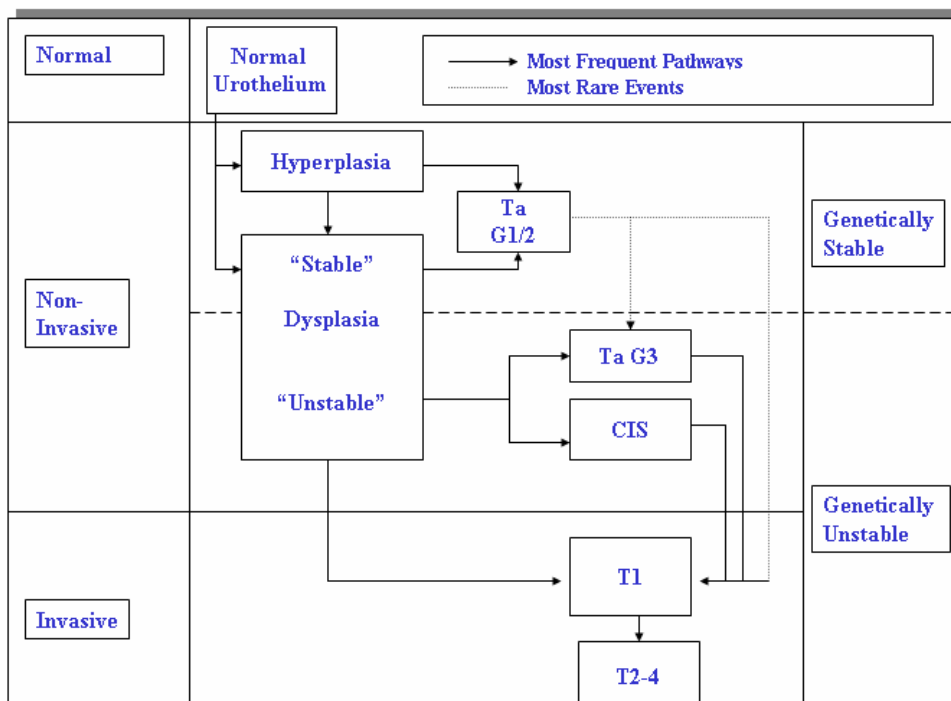 Normal
Normal
Urothelium
Most Frequent Pathways
Most Rare Events
Hyperplasia
Ta
G1/2
Genetically
Stable
“Stable”
Non-
Invasive
Dysplasia
Ta G3
“Unstable”
CIS
Genetically
Unstable
T1
Invasive
T2-4